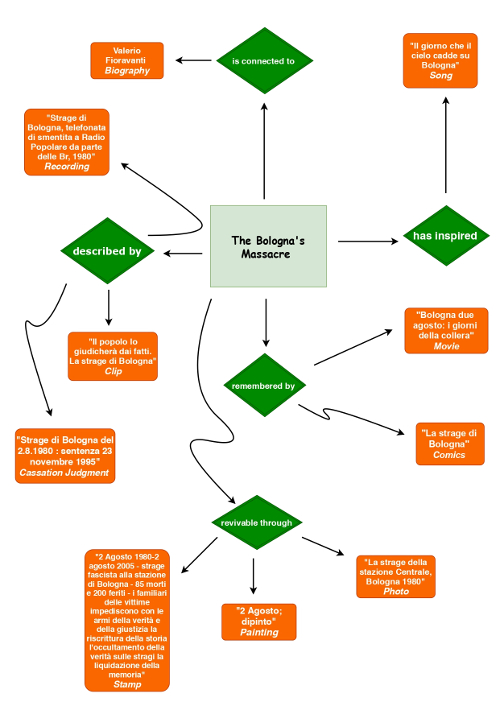 Valerio
Fioravanti
Biography
is connected to
"Il giorno che il
cielo cadde su
Bologna"
Song
"Strage di
Bologna, telefonata
di smentita a Radio
Popolare da parte
delle Br, 1980"
Recording
The Bologna's
Massacre
has inspired
described by
"Il popolo lo
giudicherà dai fatti.
La strage di Bologna"
Clip
"Bologna due
agosto: i giorni
della collera"
Movie
remembered by
"Strage di Bologna del
2.8.1980 : sentenza 23
novembre 1995"
Cassation Judgment
"La strage di
Bologna"
Comics
revivable through
"2 Agosto 1980-2
agosto 2005 - strage
fascista alla stazione
di Bologna - 85 morti
e 200 feriti - i familiari
delle vittime
impediscono con le
armi della verità e
della giustizia la
riscrittura della storia
l'occultamento della
verità sulle stragi la
liquidazione della
memoria"
Stamp
"2 Agosto;
dipinto"
Painting
"La strage della
stazione Centrale,
Bologna 1980"
Photo